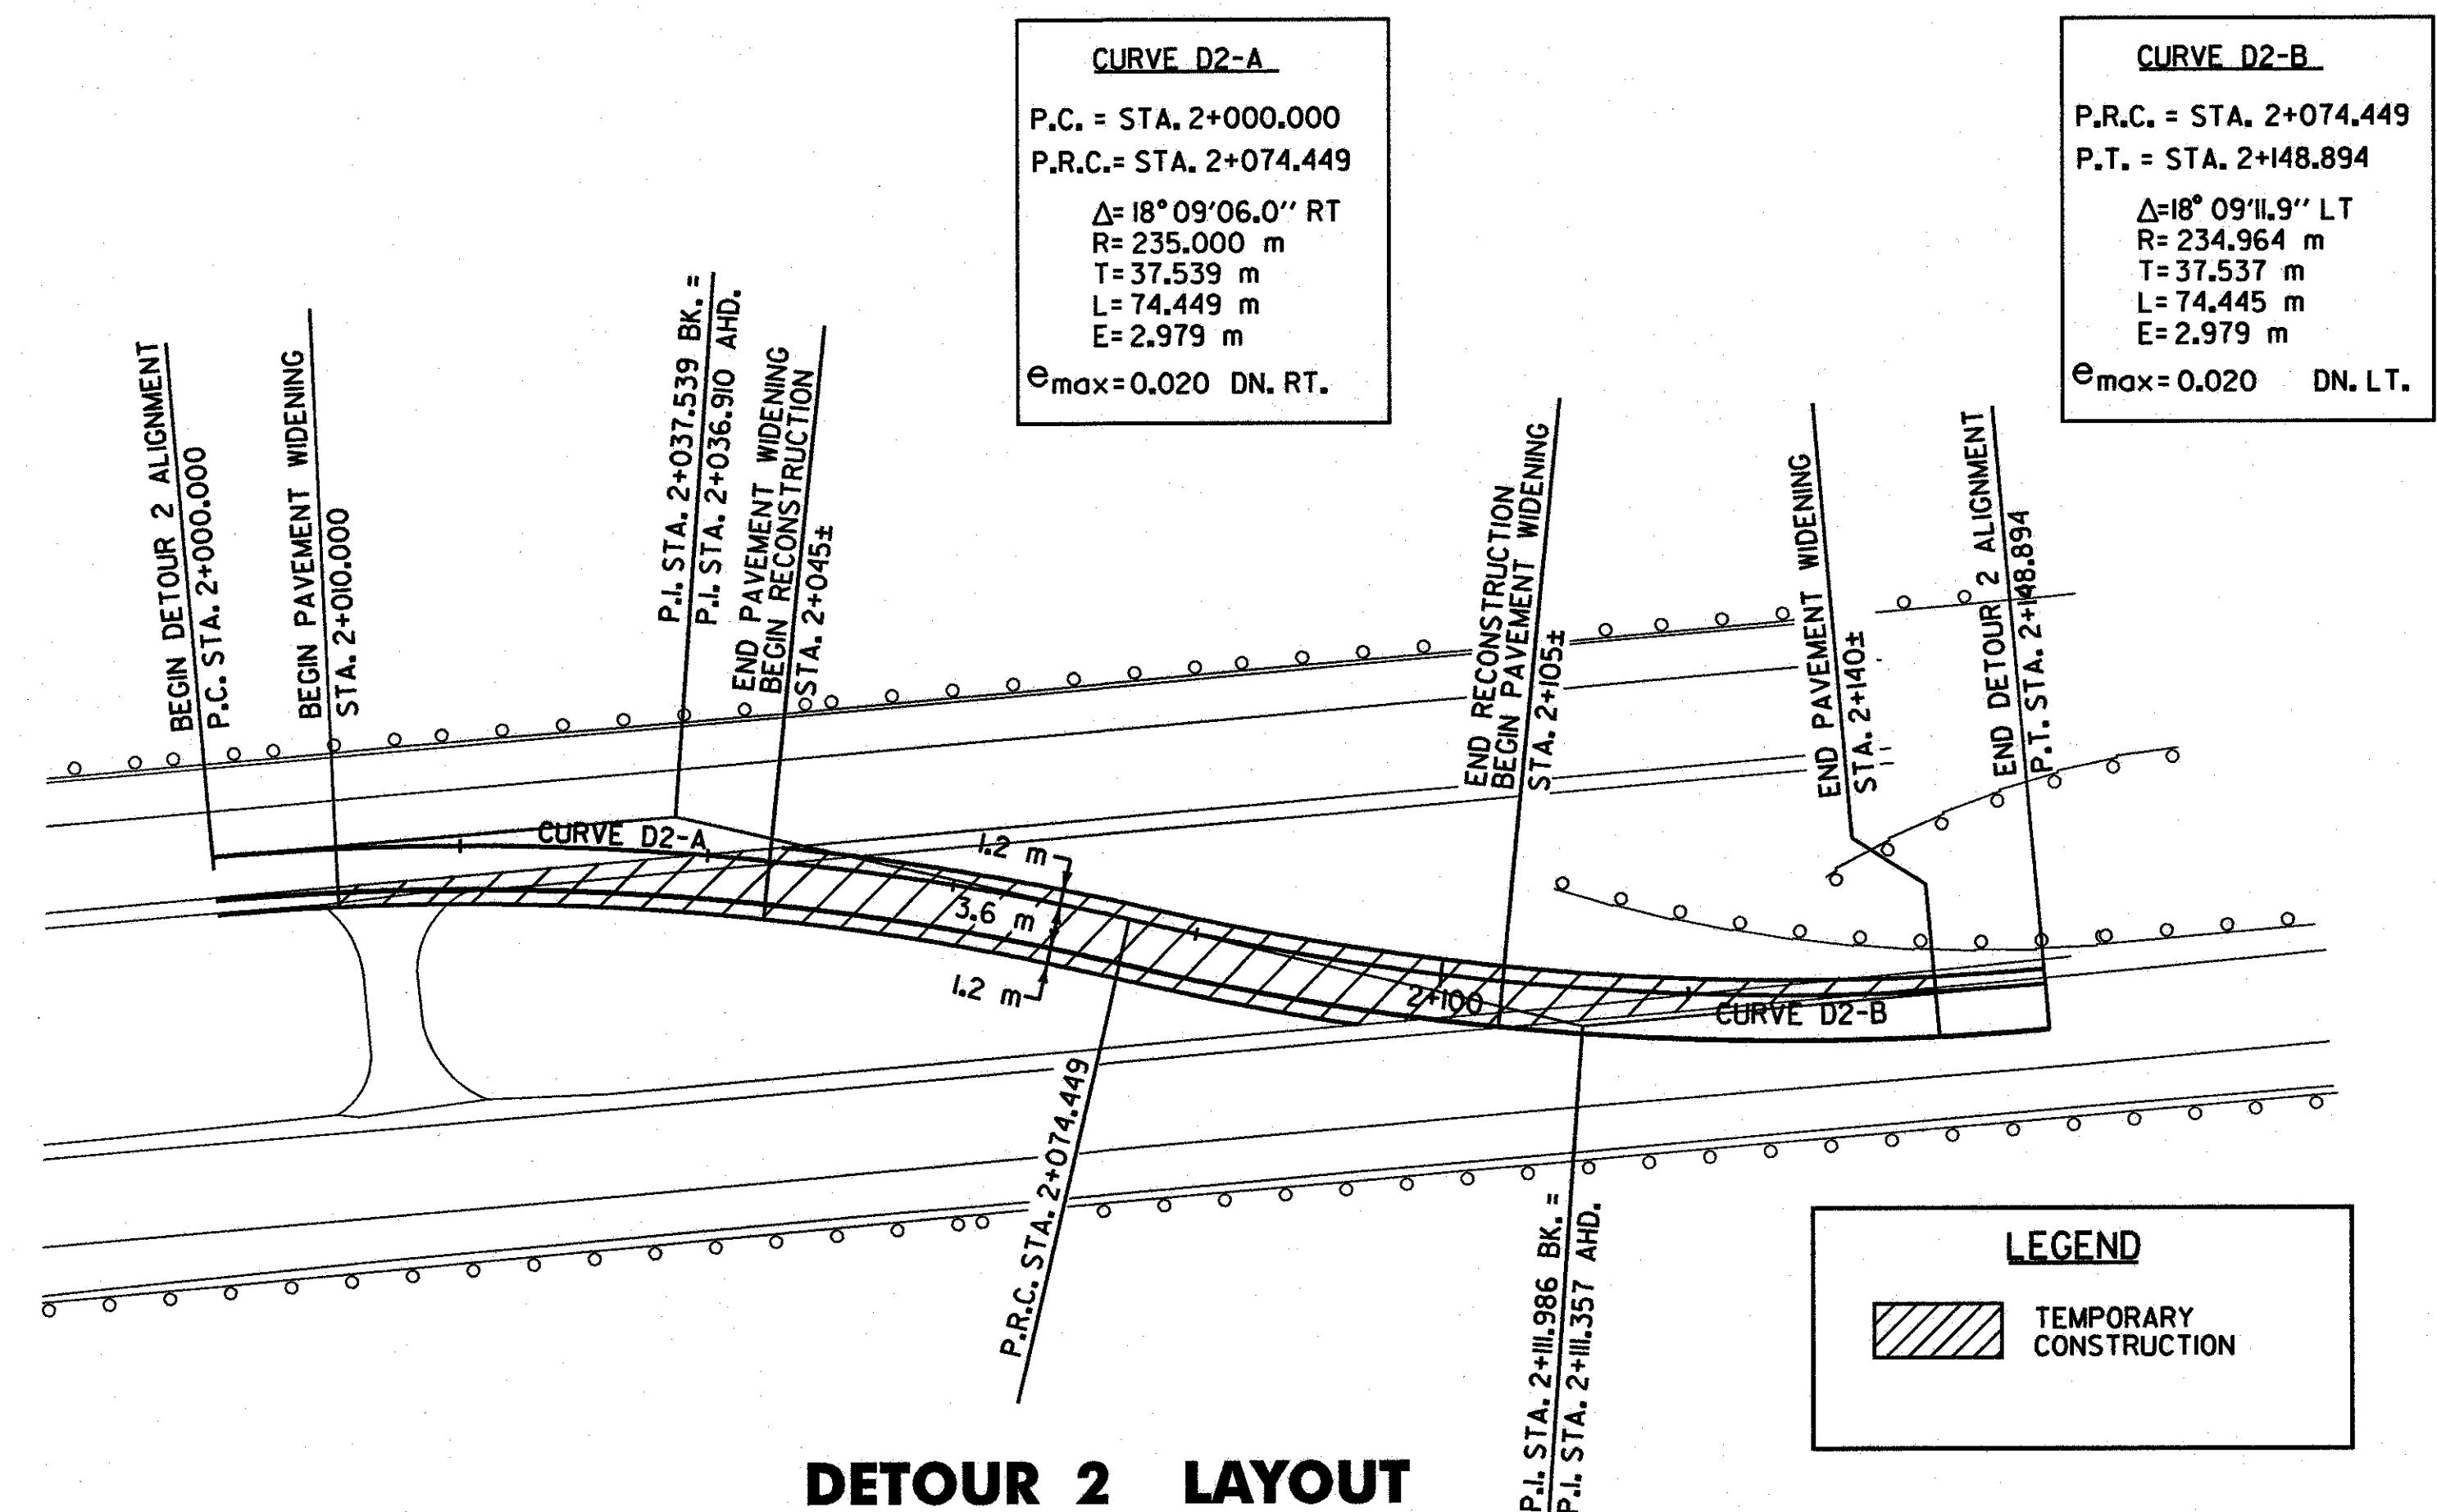 CURVE D2-A
P.C. = STA. 2+000.000
P.R.C.= STA. 2+074.449
Δ= 18° 09'06.0'' RT
R= 235.000 m
T= 37.539 m
L= 74.449 m
E= 2.979 m
emax=0.020 DN. RT.
CURVE D2-B
P.R.C. = STA. 2+074.449
P.T. = STA. 2+148.894
Δ=18° 09'11.9'' LT
R= 234.964 m
T= 37.537 m
L= 74.445 m
E= 2.979 m
emax=0.020 DN. LT.
BEGIN DETOUR 2 ALIGNMENT
P.C. STA. 2+000.000
BEGIN PAVEMENT WIDENING
STA. 2+010.000
P.I. STA. 2+037.539 BK. =
P.I. STA. 2+036.910 AHD.
END PAVEMENT WIDENING
BEGIN RECONSTRUCTION
STA. 2+045±
END RECONSTRUCTION
BEGIN PAVEMENT WIDENING
STA. 2+105±
END PAVEMENT WIDENING
STA. 2+140±
END DETOUR 2 ALIGNMENT
P.T. STA. 2+148.894
CURVE D2-A
1.2 m
3.6 m
1.2 m
2+100
CURVE D2-B
P.R.C. STA. 2+074.449
P.I. STA. 2+111.986 BK. =
P.I. STA. 2+111.357 AHD.
LEGEND
TEMPORARY
CONSTRUCTION
DETOUR 2 LAYOUT